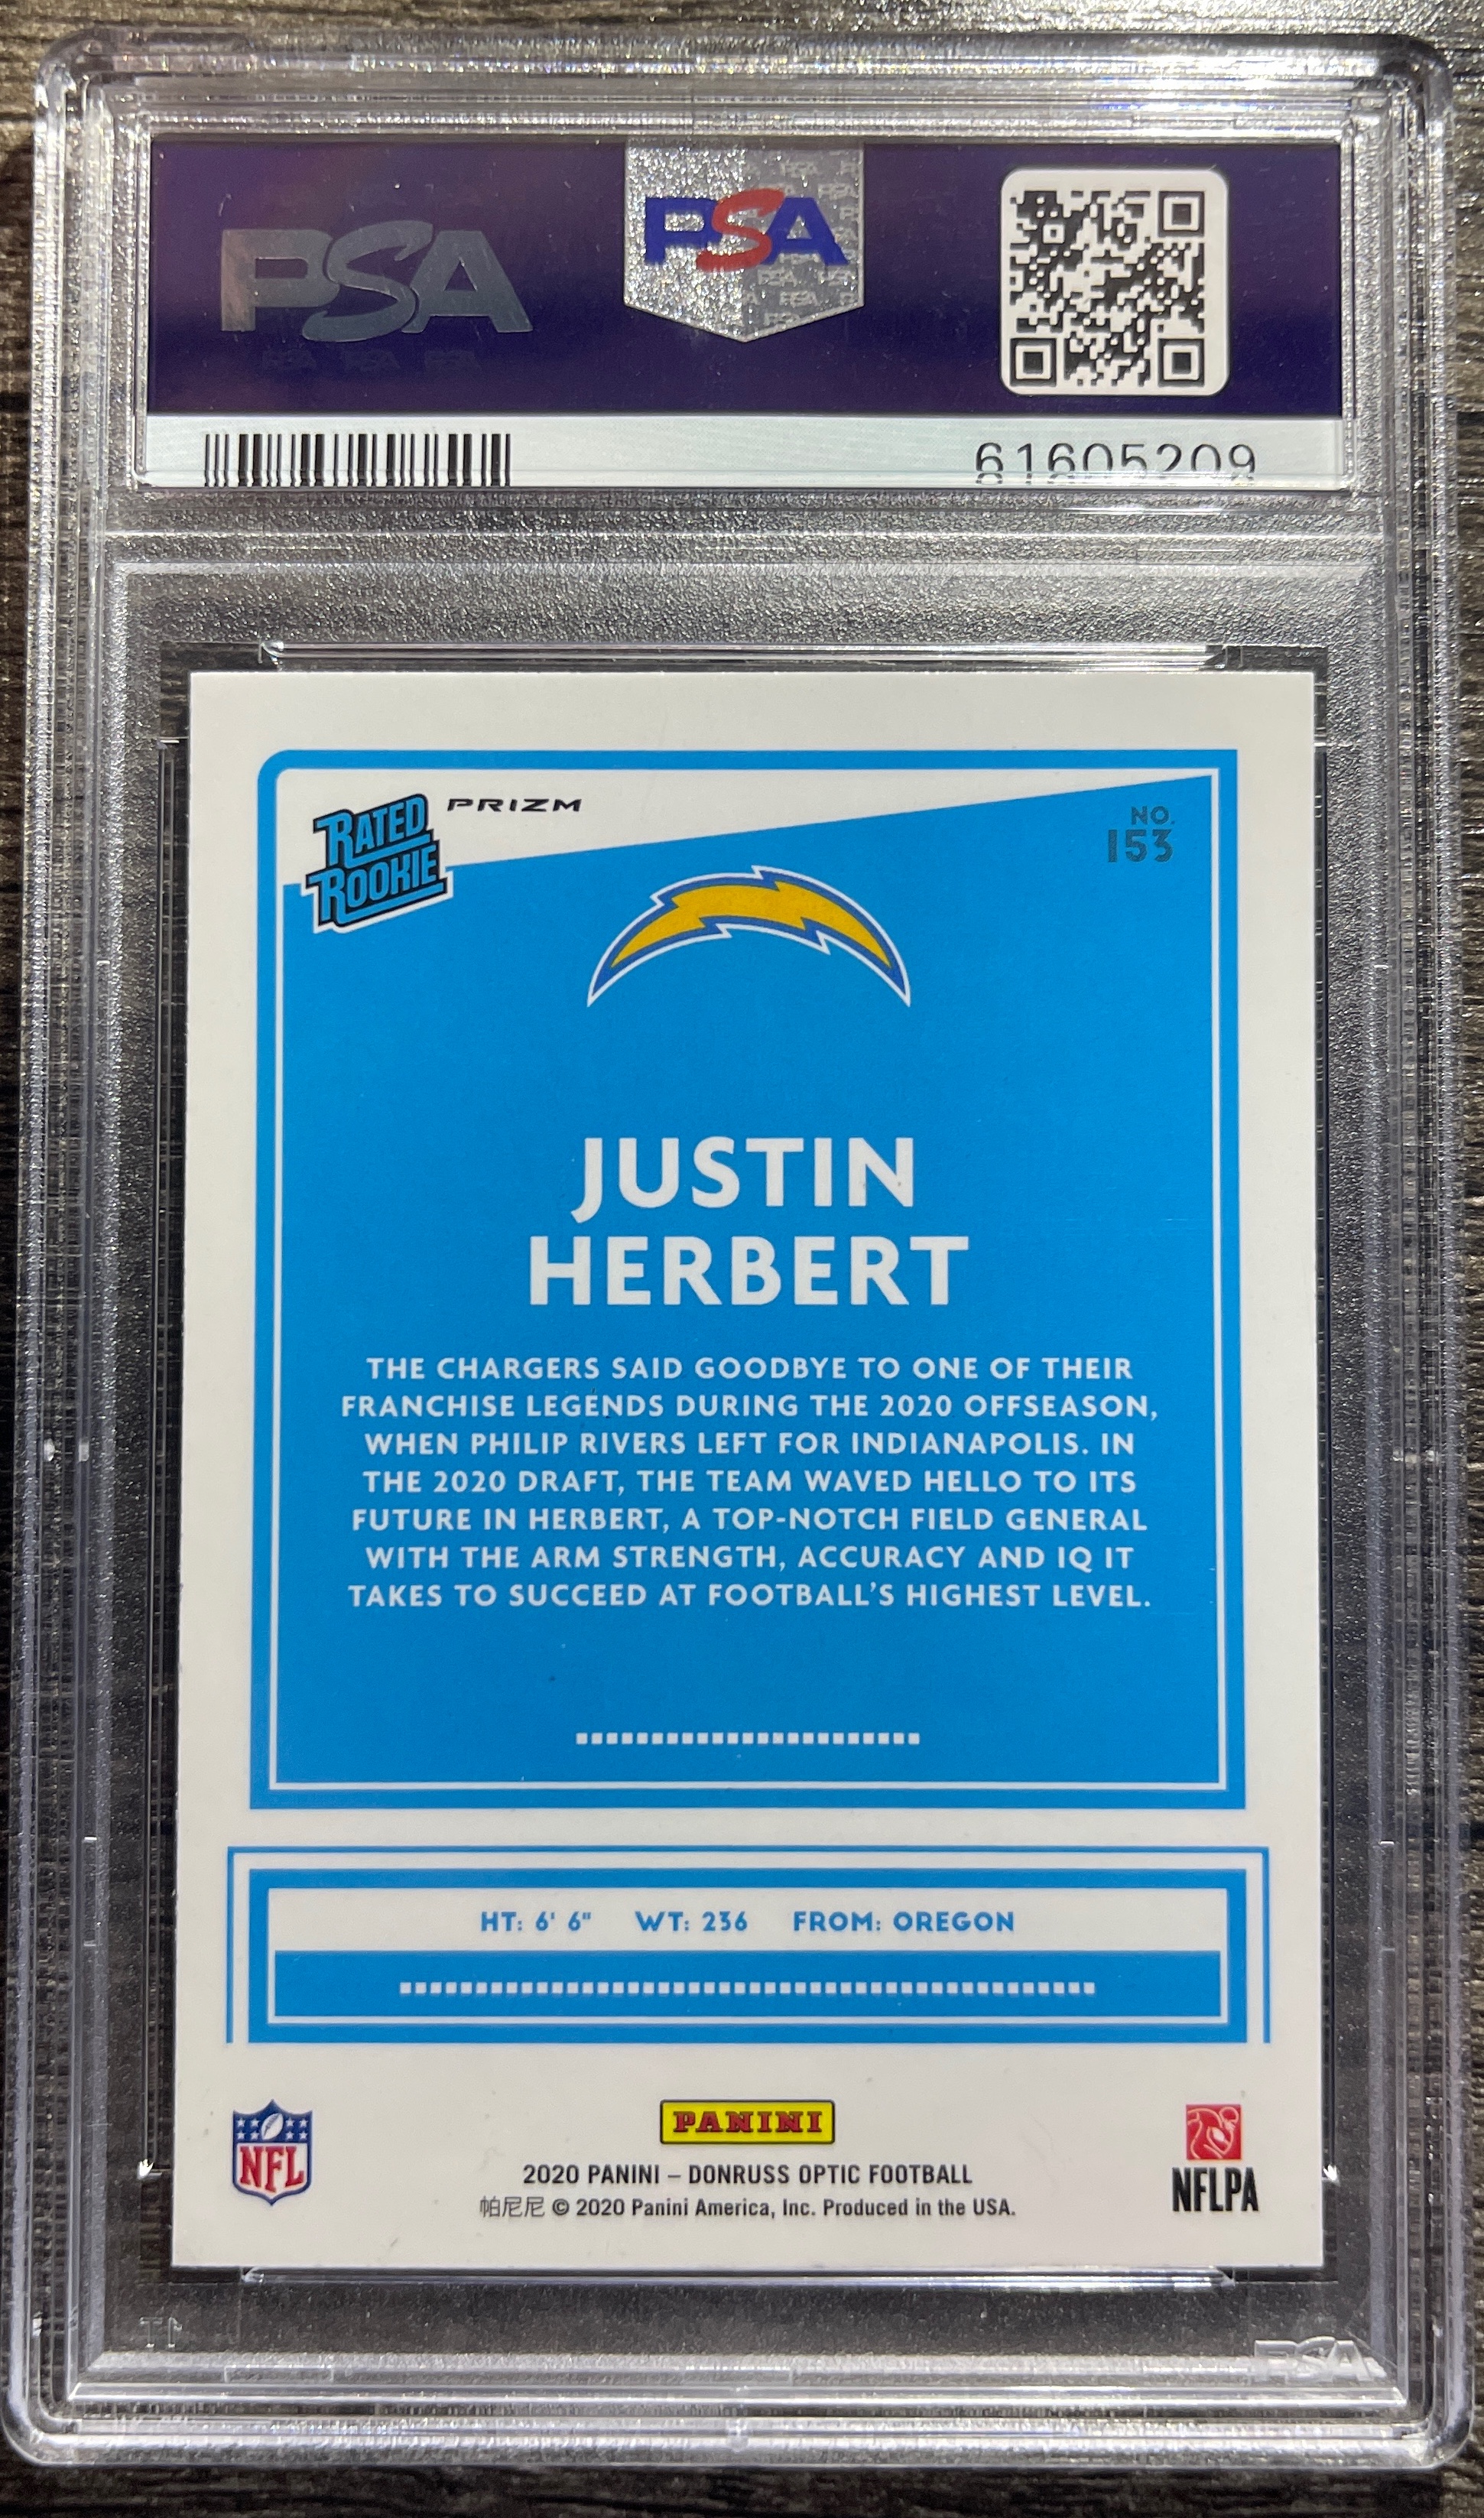 PSA
PSA
61605209
RATED
ROOKIE
PRIZM
NO.
153
JUSTIN
HERBERT
THE CHARGERS SAID GOODBYE TO ONE OF THEIR
FRANCHISE LEGENDS DURING THE 2020 OFFSEASON,
WHEN PHILIP RIVERS LEFT FOR INDIANAPOLIS. IN
THE 2020 DRAFT, THE TEAM WAVED HELLO TO ITS
FUTURE IN HERBERT, A TOP-NOTCH FIELD GENERAL
WITH THE ARM STRENGTH, ACCURACY AND IQ IT
TAKES TO SUCCEED AT FOOTBALL'S HIGHEST LEVEL.
HT: 6' 6" WT: 236 FROM: OREGON
NFL
PANINI
2020 PANINI – DONRUSS OPTIC FOOTBALL
帕尼尼 © 2020 Panini America, Inc. Produced in the USA.
NFLPA
PSA